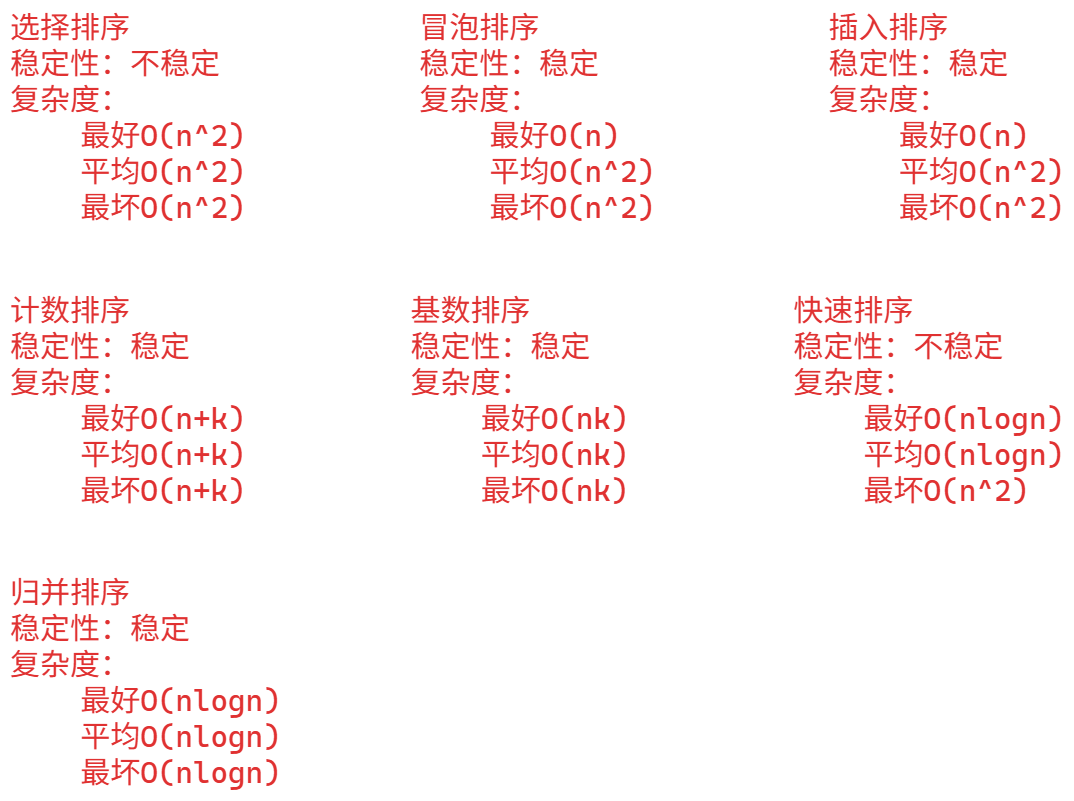 选择排序
稳定性：不稳定
复杂度：
最好O(n^2)
平均O(n^2)
最坏O(n^2)
冒泡排序
稳定性：稳定
复杂度：
最好O(n)
平均O(n^2)
最坏O(n^2)
插入排序
稳定性：稳定
复杂度：
最好O(n)
平均O(n^2)
最坏O(n^2)
计数排序
稳定性：稳定
复杂度：
最好O(n+k)
平均O(n+k)
最坏O(n+k)
基数排序
稳定性：稳定
复杂度：
最好O(nk)
平均O(nk)
最坏O(nk)
快速排序
稳定性：不稳定
复杂度：
最好O(nlogn)
平均O(nlogn)
最坏O(n^2)
归并排序
稳定性：稳定
复杂度：
最好O(nlogn)
平均O(nlogn)
最坏O(nlogn)